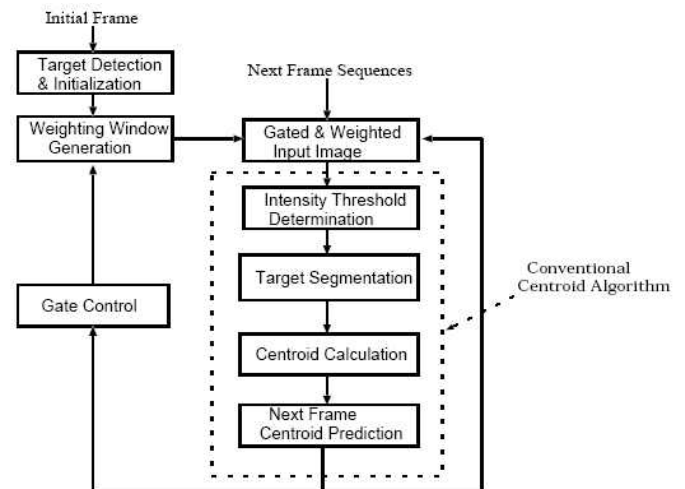 Initial Frame
Target Detection
& Initialization
Next Frame Sequences
Weighting Window
Generation
Gated & Weighted
Input Image
Intensity Threshold
Determination
Target Segmentation
Conventional
Centroid Algorithm
Gate Control
Centroid Calculation
Next Frame
Centroid Prediction